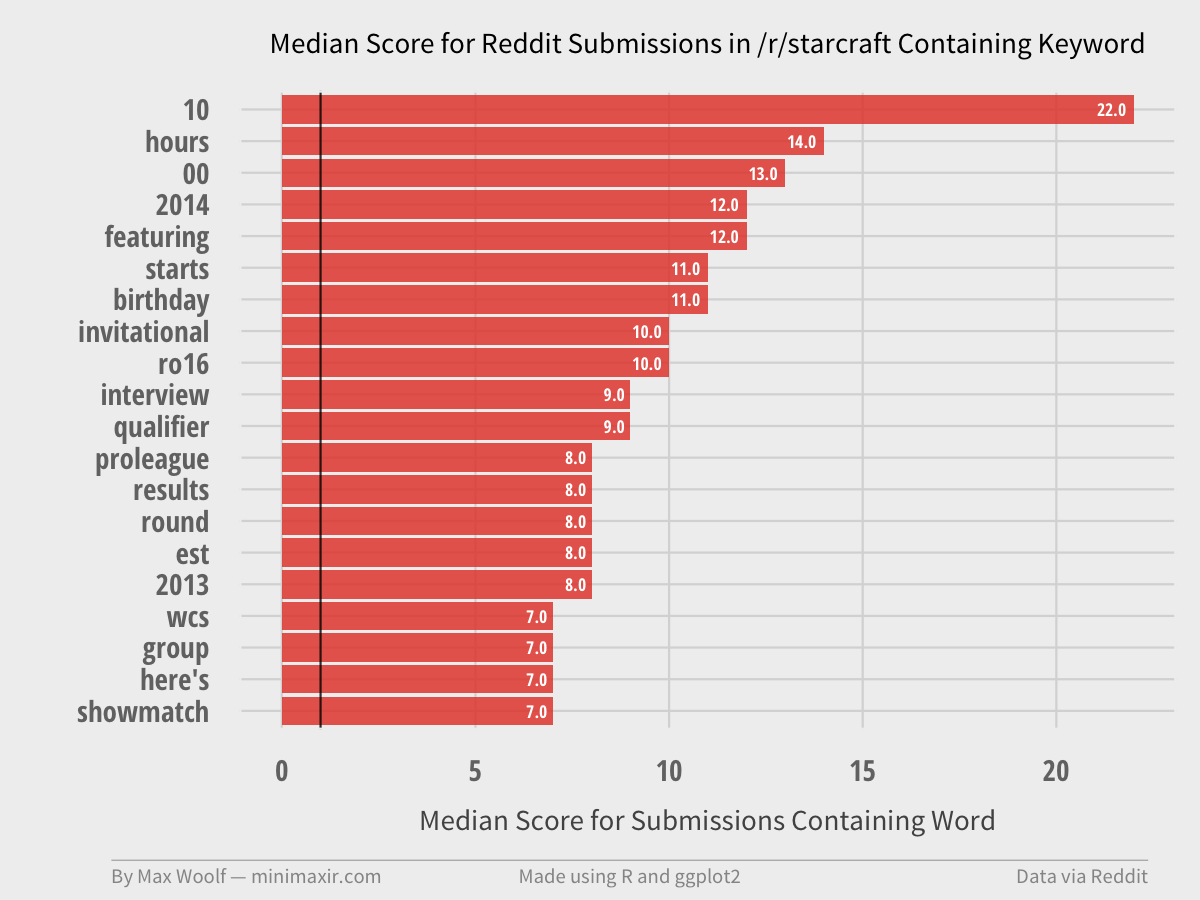 Median Score for Reddit Submissions in /r/starcraft Containing Keyword
10 22.0
hours 14.0
00 13.0
2014 12.0
featuring 12.0
starts 11.0
birthday 11.0
invitational 10.0
ro16 10.0
interview 9.0
qualifier 9.0
proleague 8.0
results 8.0
round 8.0
est 8.0
2013 8.0
wcs 7.0
group 7.0
here's 7.0
showmatch 7.0
0 5 10 15 20
Median Score for Submissions Containing Word
By Max Woolf — minimaxir.com Made using R and ggplot2 Data via Reddit